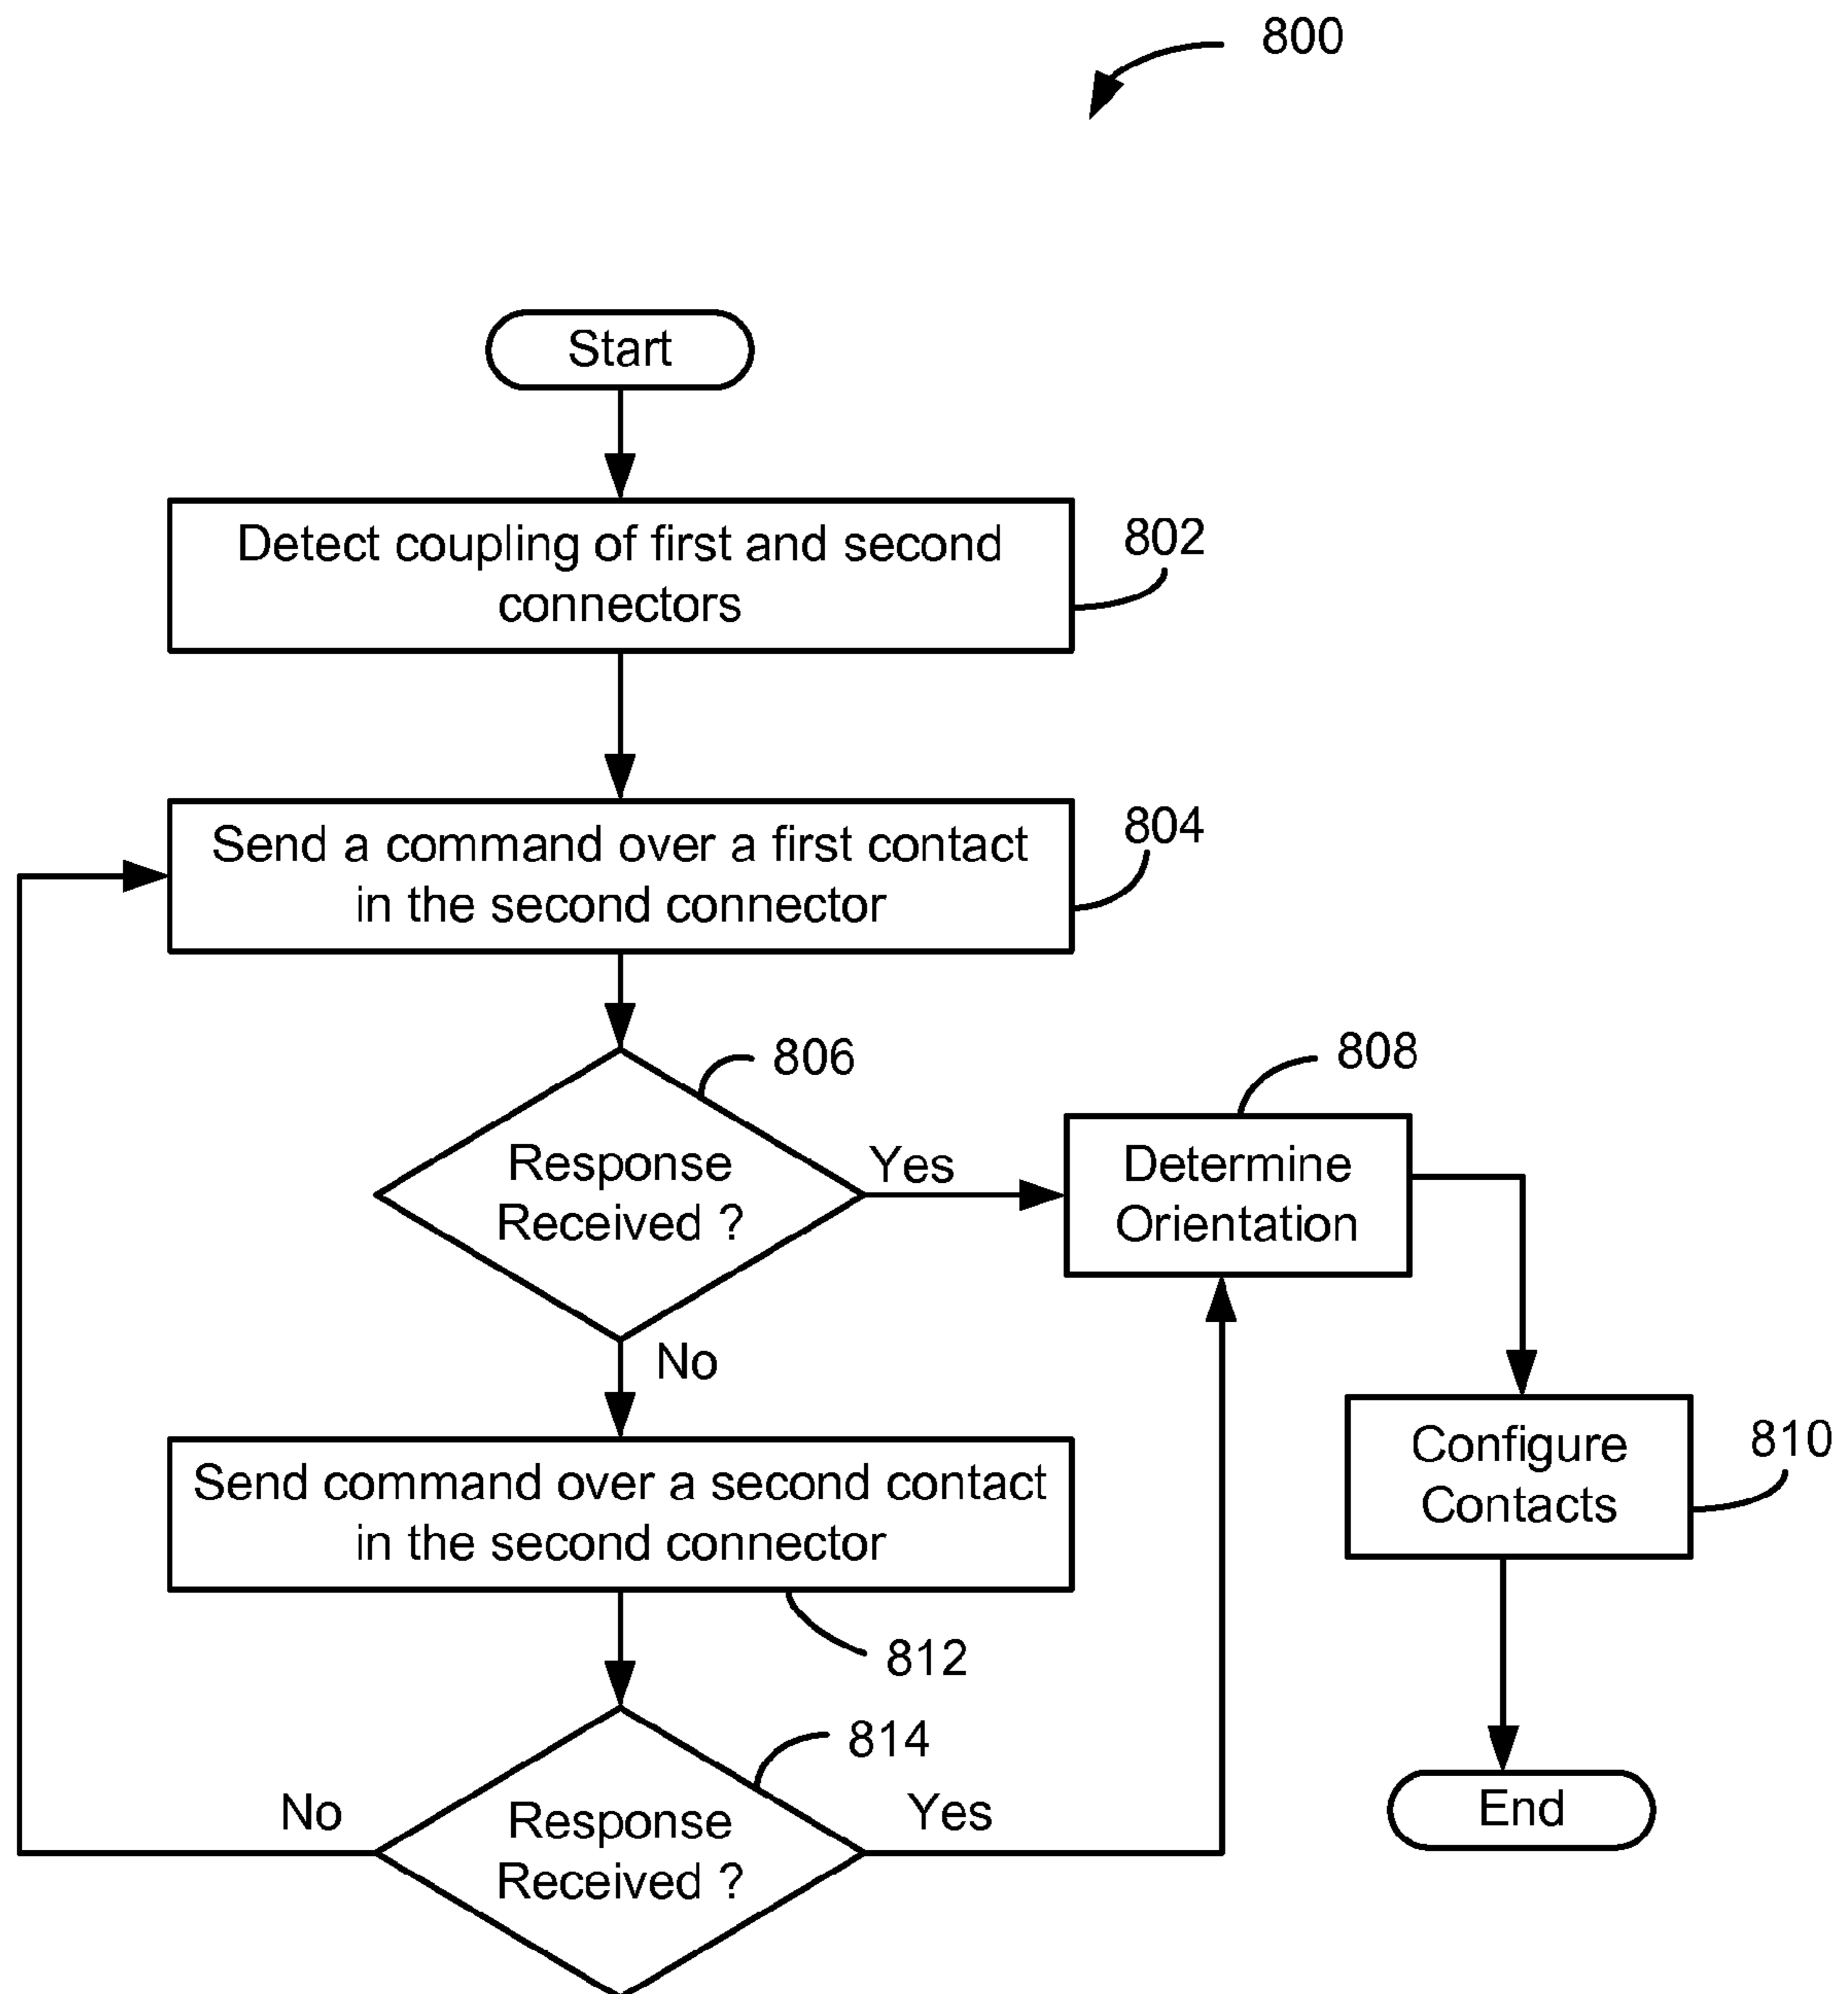 800
Start
Detect coupling of first and second
connectors
802
Send a command over a first contact
in the second connector
804
806
Response
Received ?
Yes
No
808
Determine
Orientation
Configure
Contacts
810
Send command over a second contact
in the second connector
812
814
Response
Received ?
No
Yes
End